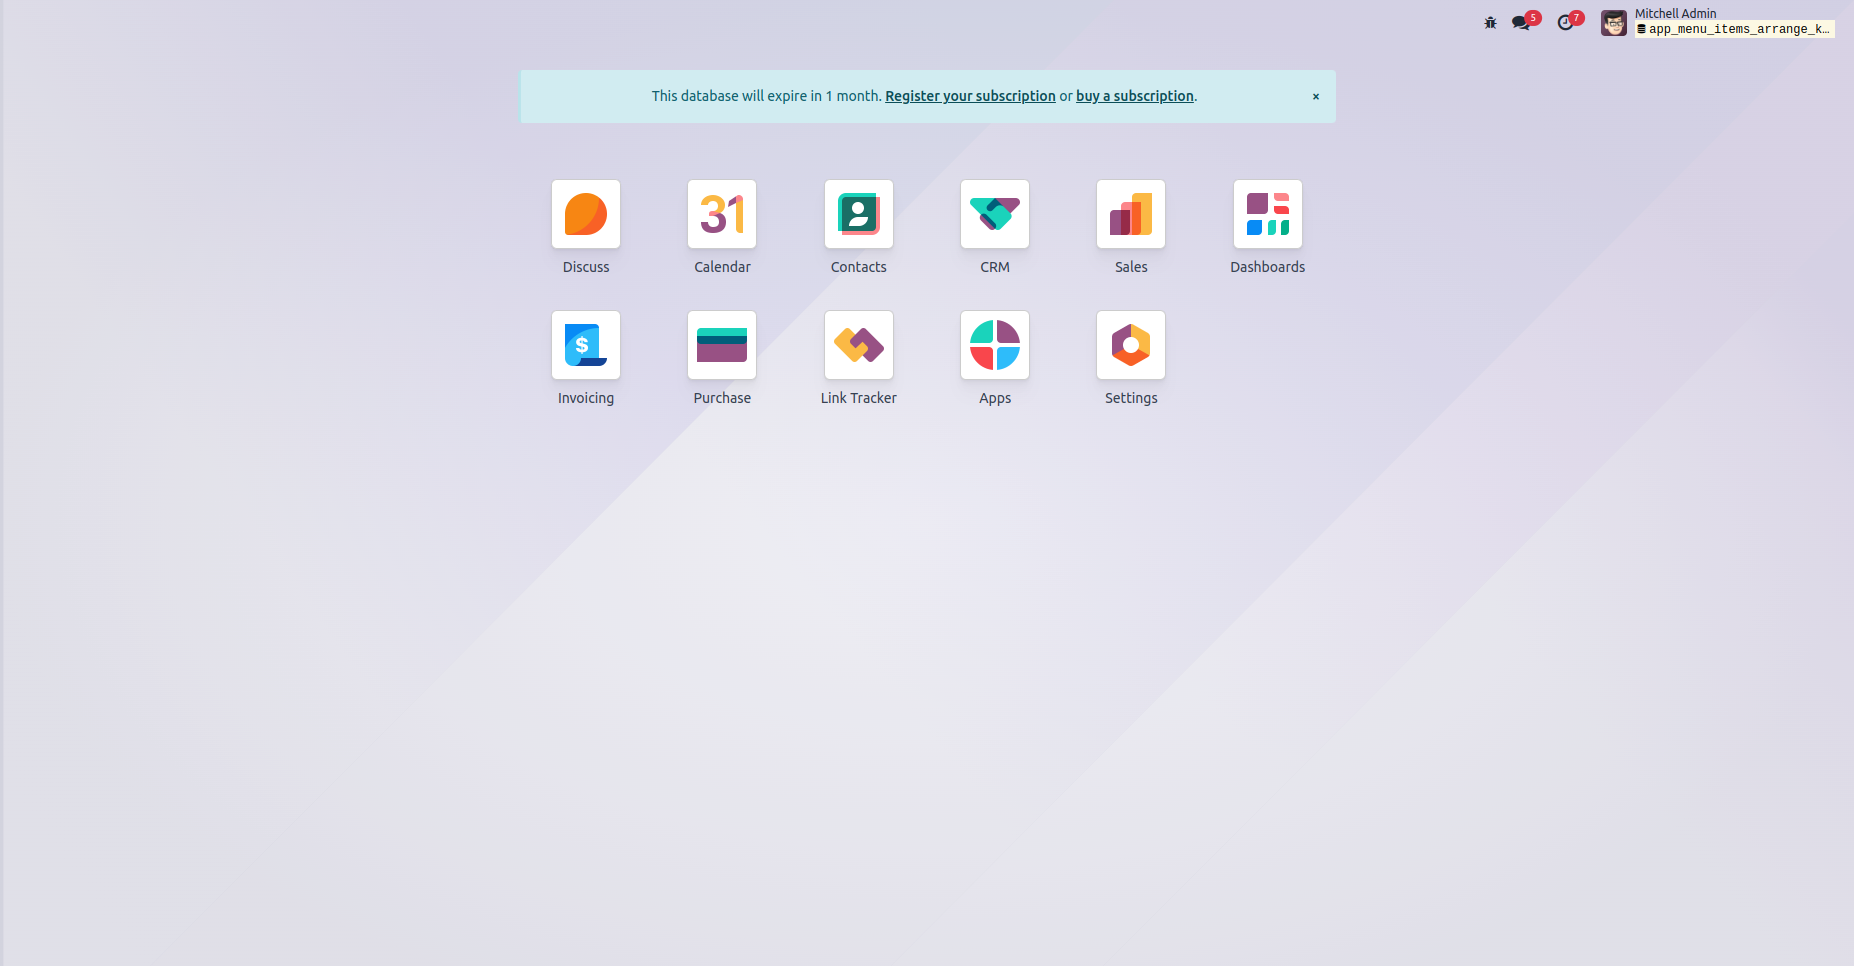 5
7
Mitchell Admin
app_menu_items_arrange_k...
This database will expire in 1 month. Register your subscription or buy a subscription.
×
31
Discuss
Calendar
Contacts
CRM
Sales
Dashboards
$
Invoicing
Purchase
Link Tracker
Apps
Settings